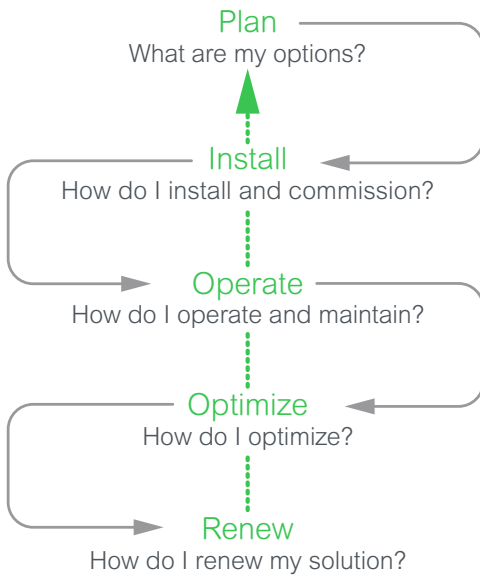 Plan
What are my options?
Install
How do I install and commission?
Operate
How do I operate and maintain?
Optimize
How do I optimize?
Renew
How do I renew my solution?